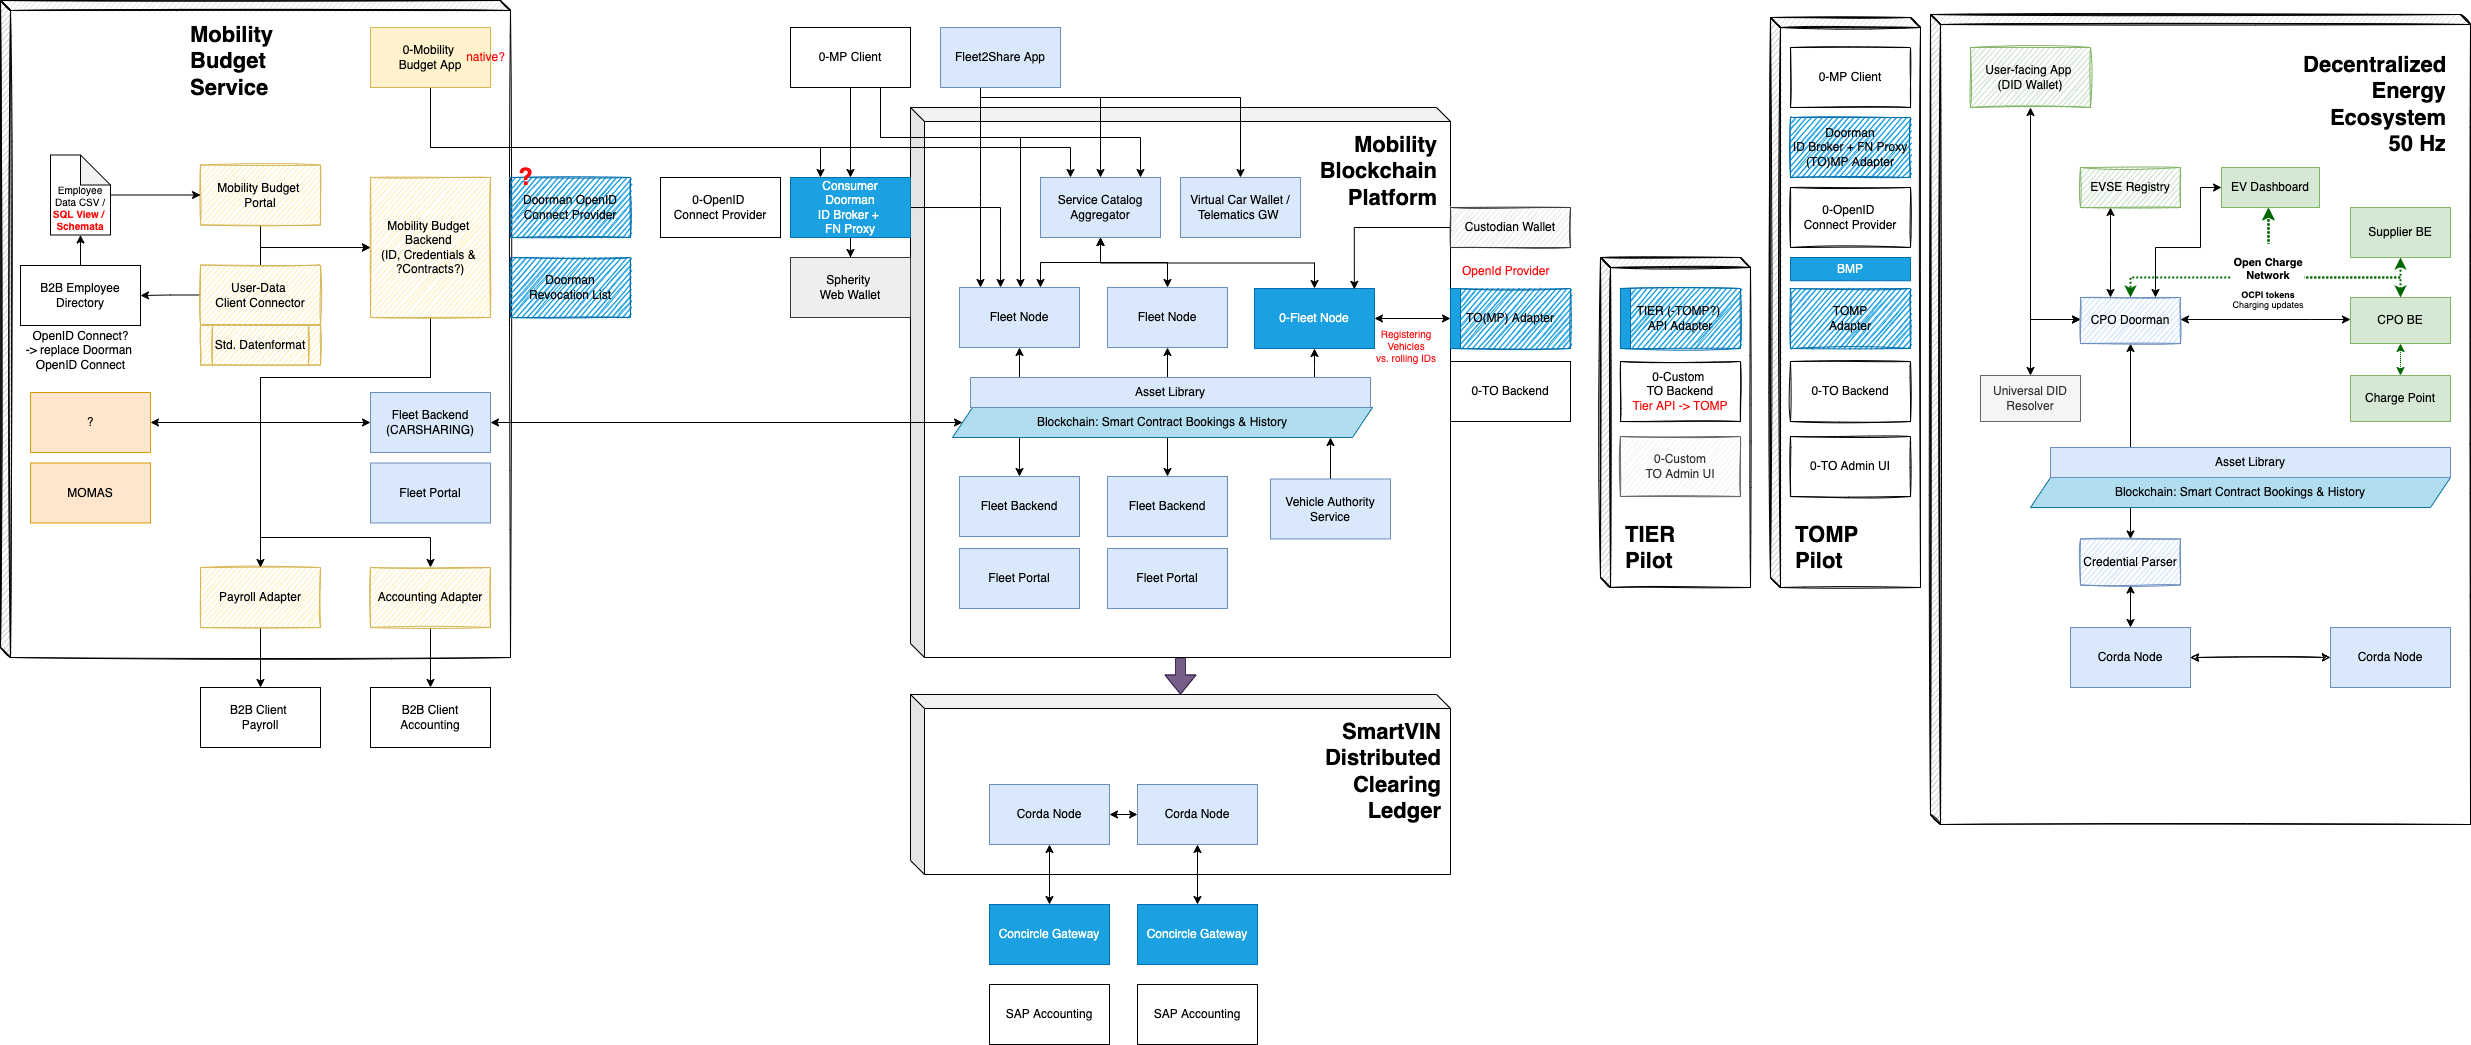 Mobility
Budget
Service
0-Mobility
Budget App
native?
Employee
Data CSV /
SQL View /
Schemata
Mobility Budget
Portal
Mobility Budget
Backend
(ID, Credentials &
?Contracts?)
?
Doorman OpenID
Connect Provider
Doorman
Revocation List
B2B Employee
Directory
User-Data
Client Connector
Std. Datenformat
OpenID Connect?
-> replace Doorman
OpenID Connect
?
Fleet Backend
(CARSHARING)
MOMAS
Fleet Portal
Payroll Adapter
Accounting Adapter
B2B Client
Payroll
B2B Client
Accounting
0-MP Client
Fleet2Share App
Mobility
Blockchain
Platform
0-OpenID
Connect Provider
Consumer
Doorman
ID Broker +
FN Proxy
Service Catalog
Aggregator
Virtual Car Wallet /
Telematics GW
Spherity
Web Wallet
Custodian Wallet
OpenId Provider
Fleet Node
Fleet Node
0-Fleet Node
TO(MP) Adapter
Registering
Vehicles
vs. rolling IDs
0-TO Backend
Asset Library
Blockchain: Smart Contract Bookings & History
Fleet Backend
Fleet Backend
Vehicle Authority
Service
Fleet Portal
Fleet Portal
SmartVIN
Distributed
Clearing
Ledger
Corda Node
Corda Node
Concircle Gateway
Concircle Gateway
SAP Accounting
SAP Accounting
TIER (-TOMP?)
API Adapter
0-Custom
TO Backend
Tier API -> TOMP
0-Custom
TO Admin UI
TIER
Pilot
0-MP Client
Doorman
ID Broker + FN Proxy
(TO)MP Adapter
0-OpenID
Connect Provider
BMP
TOMP
Adapter
0-TO Backend
0-TO Admin UI
TOMP
Pilot
Decentralized
Energy
Ecosystem
50 Hz
User-facing App
(DID Wallet)
EVSE Registry
EV Dashboard
Supplier BE
Open Charge
Network
OCPI tokens
Charging updates
CPO Doorman
CPO BE
Universal DID
Resolver
Charge Point
Asset Library
Blockchain: Smart Contract Bookings & History
Credential Parser
Corda Node
Corda Node